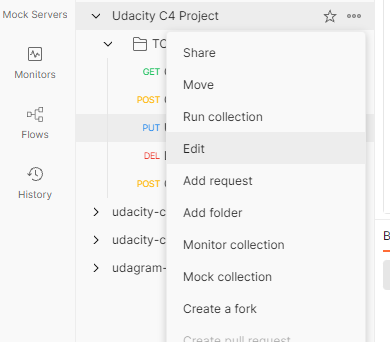 Mock Servers
Monitors
Flows
History
Udacity C4 Project
GET
POST
PUT
DEL
POST
udacity-c
udacity-c
udagram-
Share
Move
Run collection
Edit
Add request
Add folder
Monitor collection
Mock collection
Create a fork
Create pull request
B